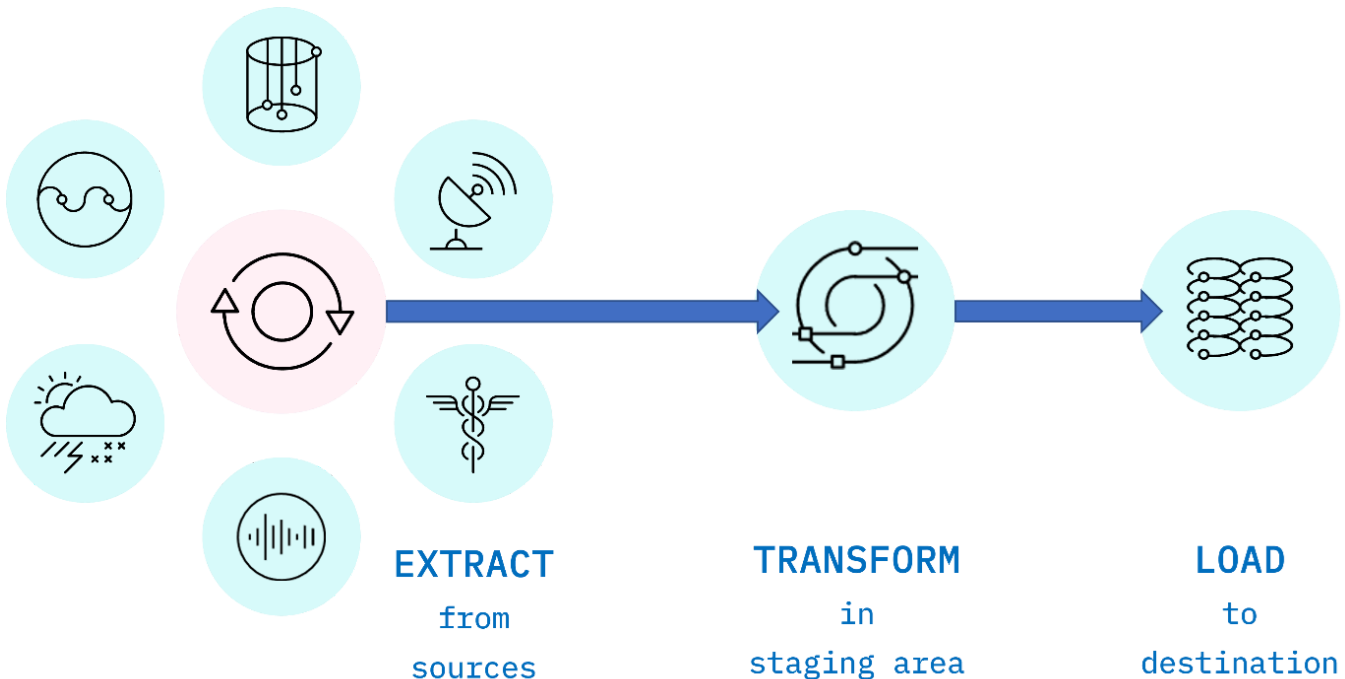 EXTRACT
from
sources
TRANSFORM
in
staging area
LOAD
to
destination